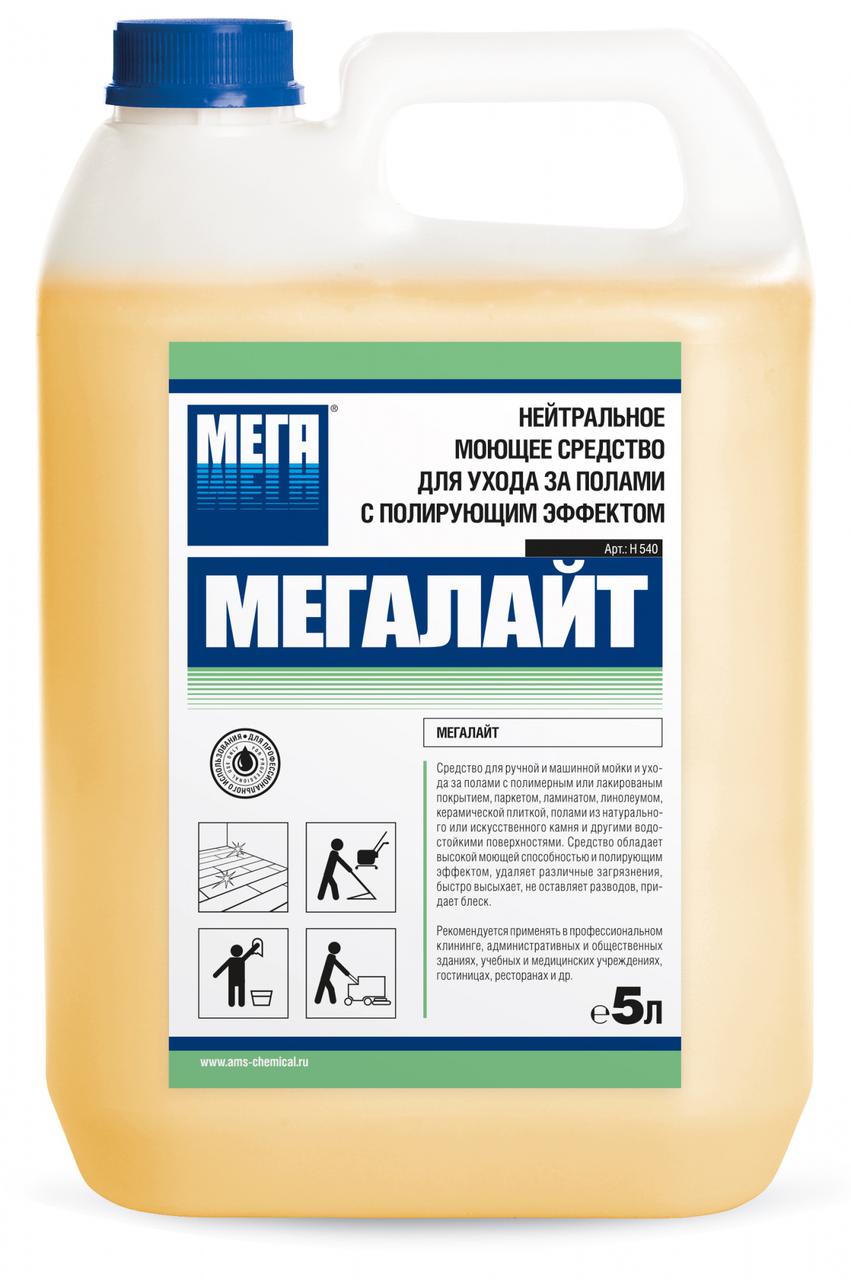 МЕГА®
НЕЙТРАЛЬНОЕ
МОЮЩЕЕ СРЕДСТВО
ДЛЯ УХОДА ЗА ПОЛАМИ
С ПОЛИРУЮЩИМ ЭФФЕКТОМ
Арт.: Н 540
МЕГАЛАЙТ
ДЛЯ ПРОФЕССИОНАЛЬНОГО ИСПОЛЬЗОВАНИЯ
FOR PROFESSIONAL USE ONLY
МЕГАЛАЙТ
Средство для ручной и машинной мойки и ухо-
да за полами с полимерным или лакированым
покрытием, паркетом, ламинатом, линолеумом,
керамической плиткой, полами из натурально-
го или искусственного камня и другими водо-
стойкими поверхностями. Средство обладает
высокой моющей способностью и полирующим
эффектом, удаляет различные загрязнения,
быстро высыхает, не оставляет разводов, при-
дает блеск.
Рекомендуется применять в профессиональном
клининге, административных и общественных
зданиях, учебных и медицинских учреждениях,
гостиницах, ресторанах и др.
℮5л
www.ams-chemical.ru